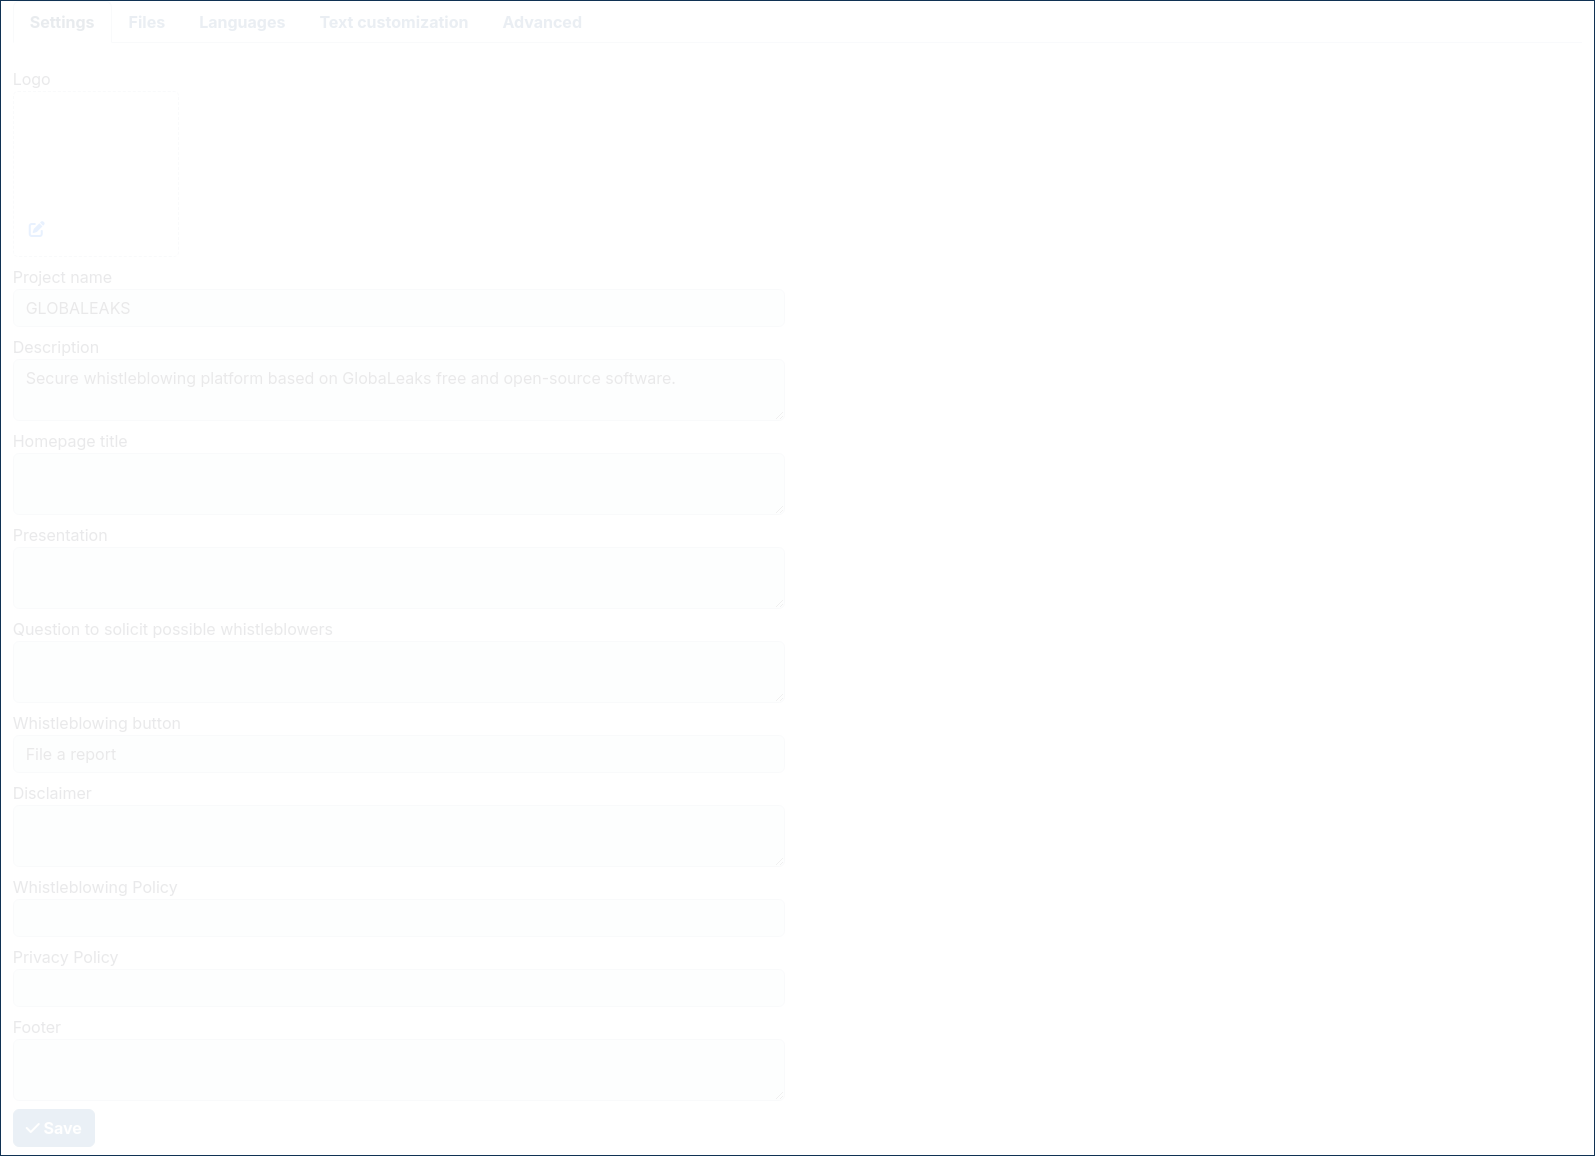 Settings Files Languages Text customization Advanced
Logo
Project name
GLOBALEAKS
Description
Secure whistleblowing platform based on GlobaLeaks free and open-source software.
Homepage title
Presentation
Question to solicit possible whistleblowers
Whistleblowing button
File a report
Disclaimer
Whistleblowing Policy
Privacy Policy
Footer
Save